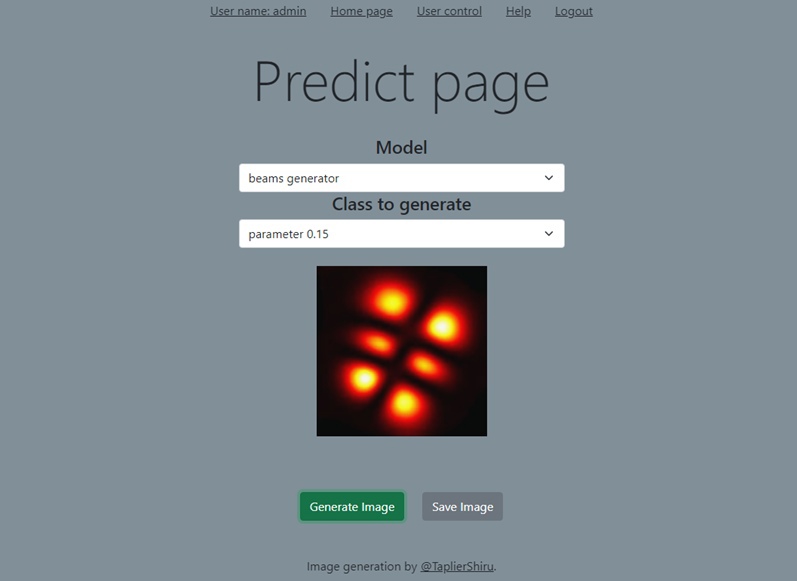 User name: admin Home page User control Help Logout
Predict page
Model
beams generator
Class to generate
parameter 0.15
Generate Image Save Image
Image generation by @TaplierShiru.